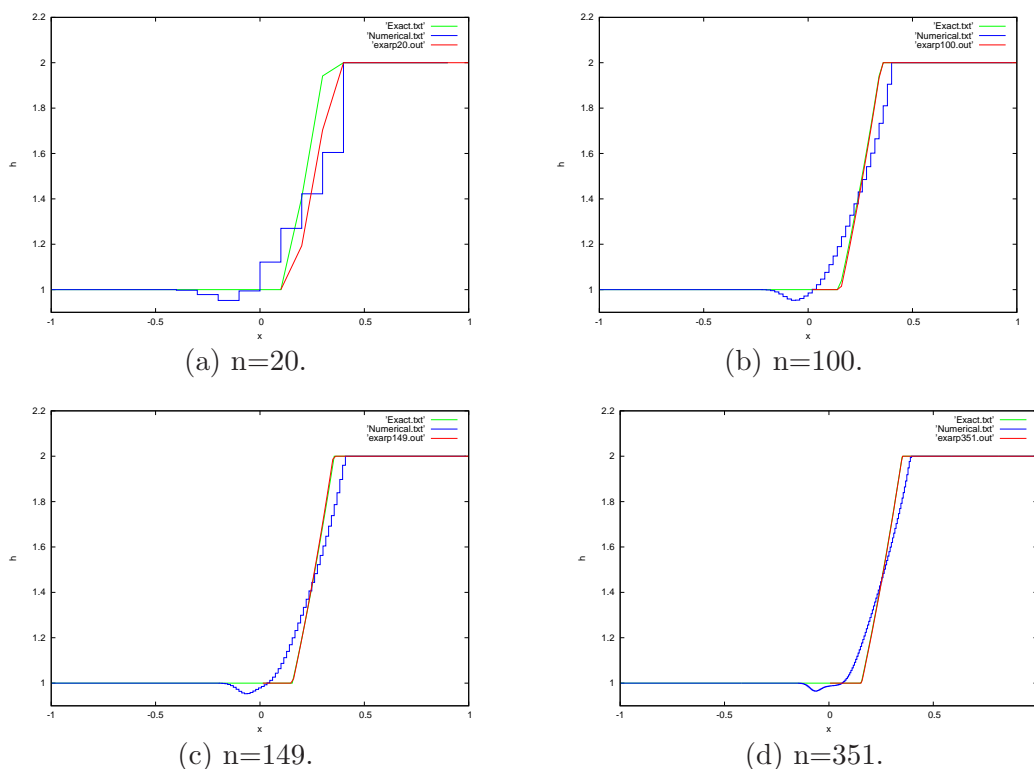 2.2
2
1.8
1.6
1.4
1.2
1
h
-1 -0.5 0 0.5 1
x
'Exact.txt'
'Numerical.txt'
'exarp20.out'
(a) n=20.
2.2
2
1.8
1.6
1.4
1.2
1
h
-1 -0.5 0 0.5 1
x
'Exact.txt'
'Numerical.txt'
'exarp100.out'
(b) n=100.
2.2
2
1.8
1.6
1.4
1.2
1
h
-1 -0.5 0 0.5 1
x
'Exact.txt'
'Numerical.txt'
'exarp149.out'
(c) n=149.
2.2
2
1.8
1.6
1.4
1.2
1
h
-1 -0.5 0 0.5
x
'Exact.txt'
'Numerical.txt'
'exarp351.out'
(d) n=351.